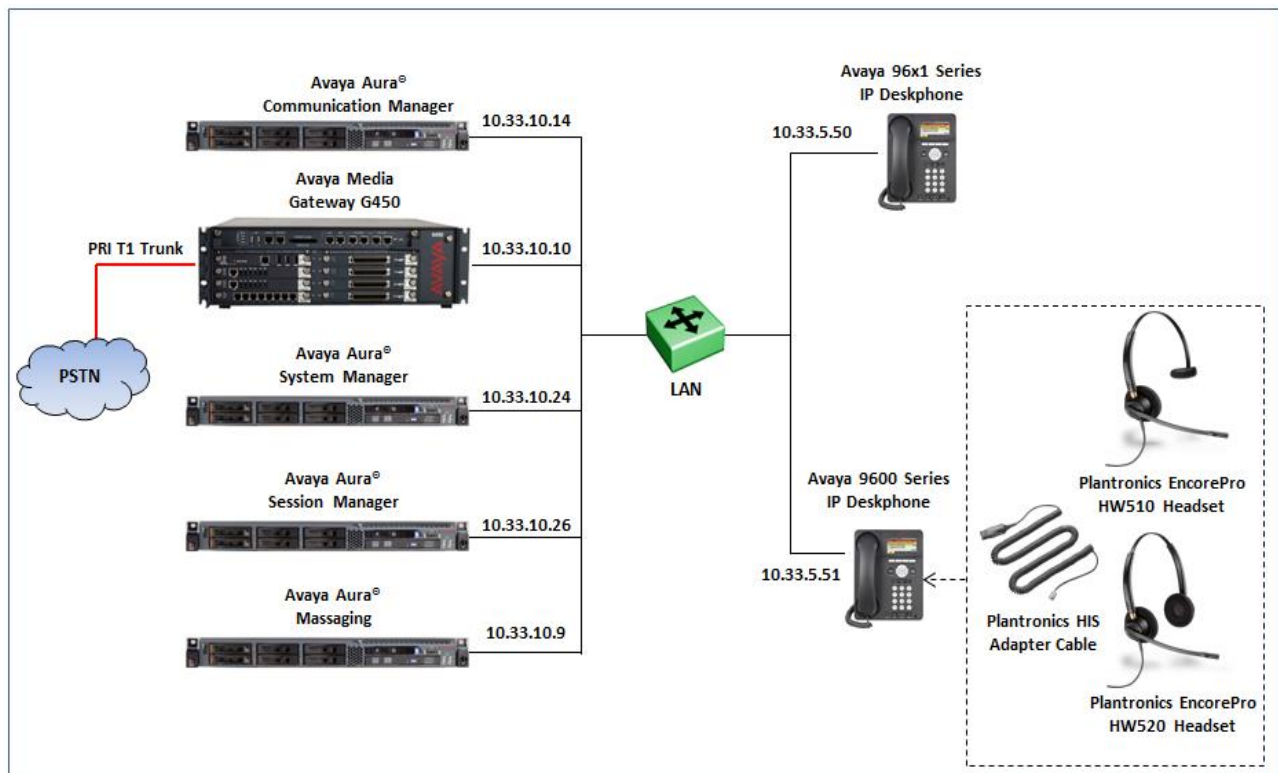 Avaya Aura®
Communication Manager
10.33.10.14
Avaya Media
Gateway G450
10.33.10.10
PRI T1 Trunk
AVAYA
PSTN
Avaya Aura®
System Manager
10.33.10.24
Avaya Aura®
Session Manager
10.33.10.26
Avaya Aura®
Massaging
10.33.10.9
LAN
Avaya 96x1 Series
IP Deskphone
10.33.5.50
Avaya 9600 Series
IP Deskphone
10.33.5.51
Plantronics EncorePro
HW510 Headset
Plantronics HIS
Adapter Cable
Plantronics EncorePro
HW520 Headset